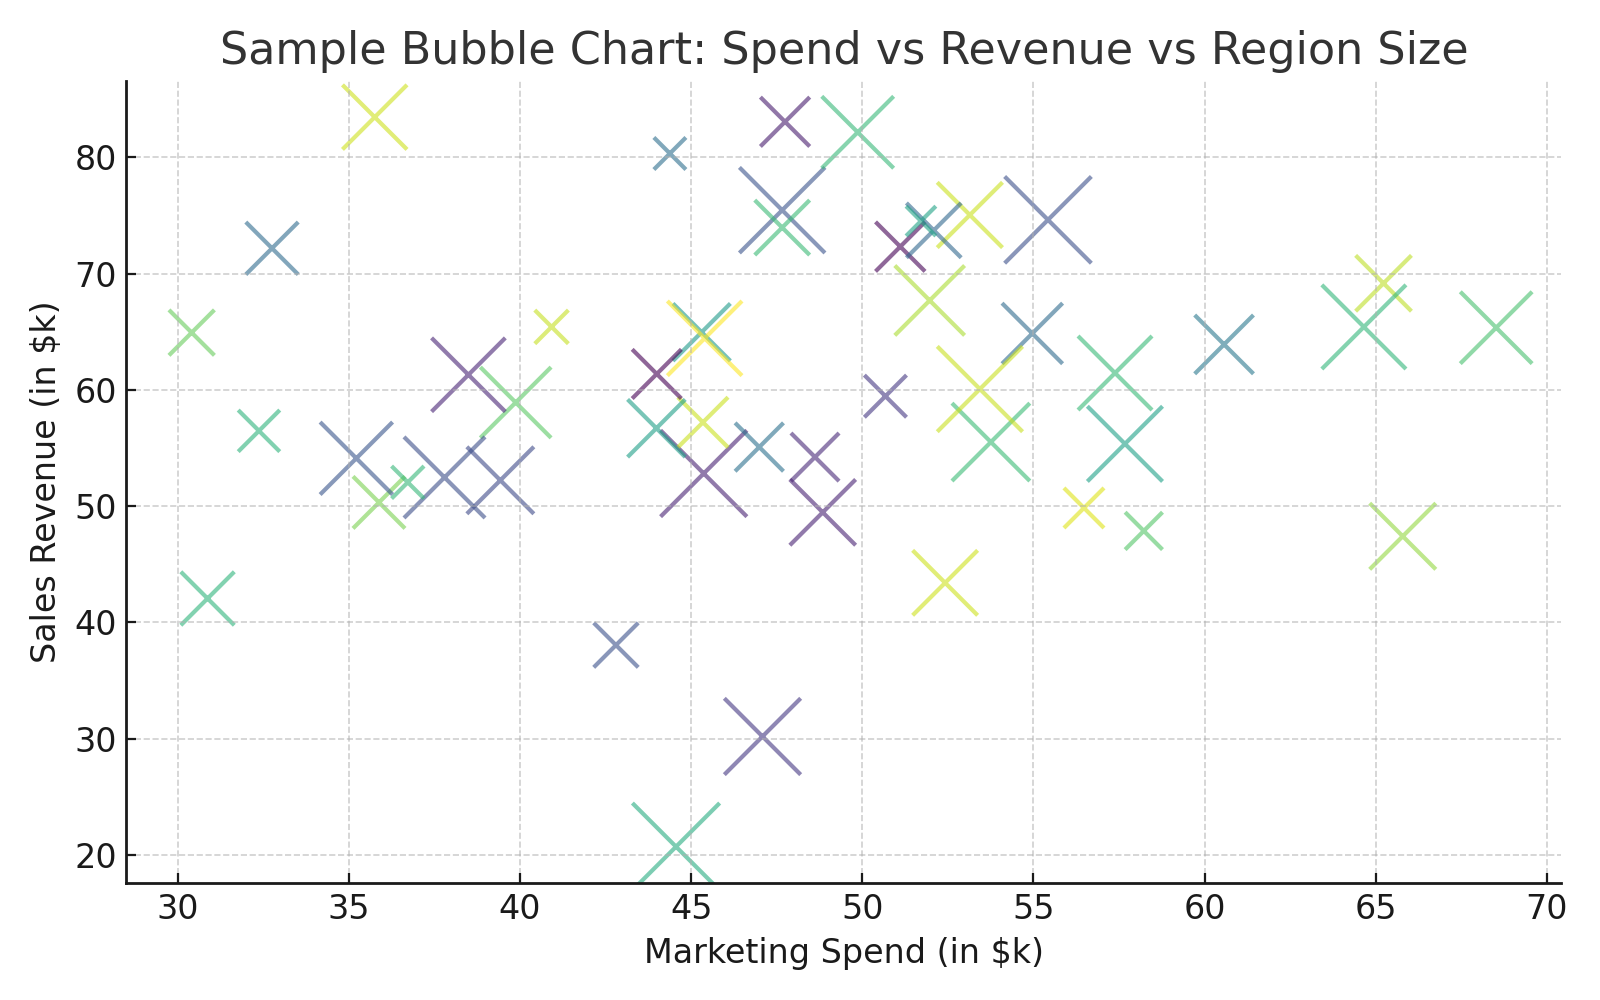 Sample Bubble Chart: Spend vs Revenue vs Region Size
Sales Revenue (in $k)
80
70
60
50
40
30
20
30 35 40 45 50 55 60 65 70
Marketing Spend (in $k)